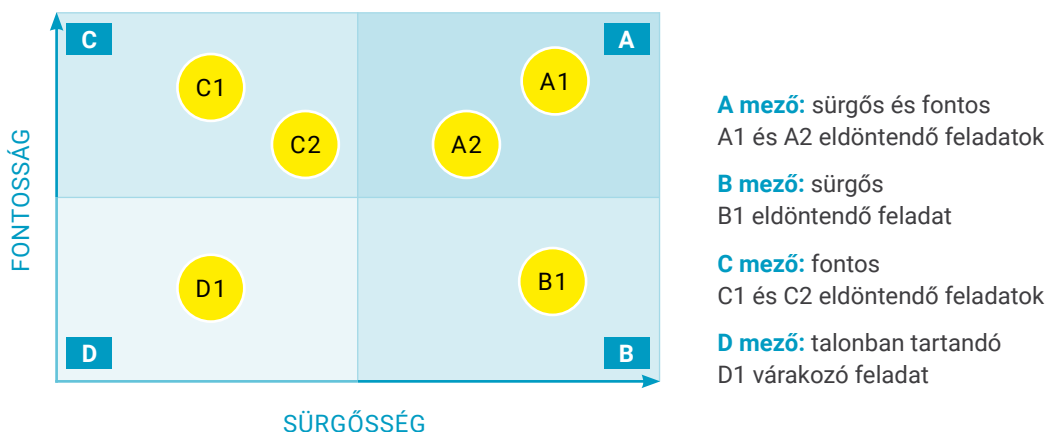 C
A
C1
A1
C2
A2
D1
B1
D
B
FONTOSSÁG
SÜRGŐSSÉG
A mező: sürgős és fontos
A1 és A2 eldöntendő feladatok
B mező: sürgős
B1 eldöntendő feladat
C mező: fontos
C1 és C2 eldöntendő feladatok
D mező: talonban tartandó
D1 várakozó feladat